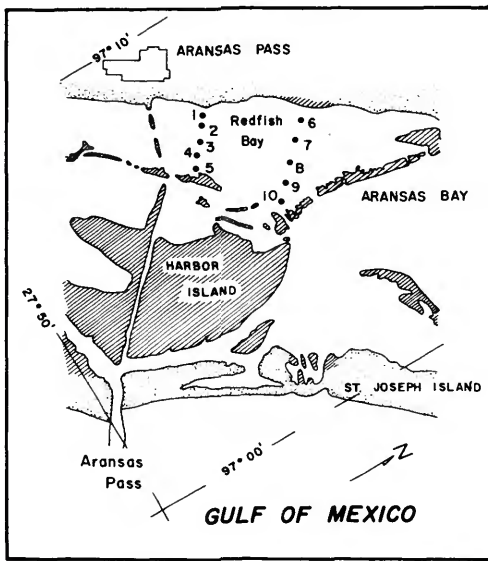 97° 10'
ARANSAS PASS
1
2
3
4
5
Redfish
Bay
6
7
8
9
10
ARANSAS BAY
HARBOR
ISLAND
27° 50'
ST. JOSEPH ISLAND
Aransas
Pass
97° 00'
N
GULF OF MEXICO